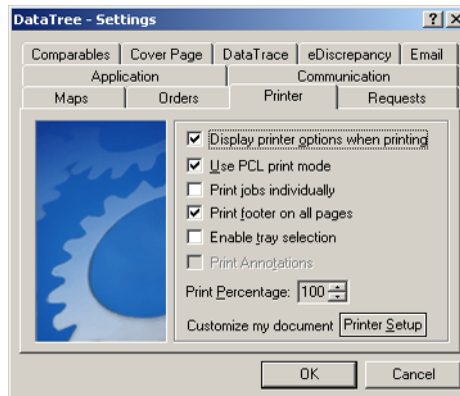 DataTree - Settings
Comparables Cover Page DataTrace eDiscrepancy Email
Application Communication
Maps Orders Printer Requests
Display printer options when printing
Use PCL print mode
Print jobs individually
Print footer on all pages
Enable tray selection
Print Annotations
Print Percentage: 100
Customize my document Printer Setup
OK Cancel